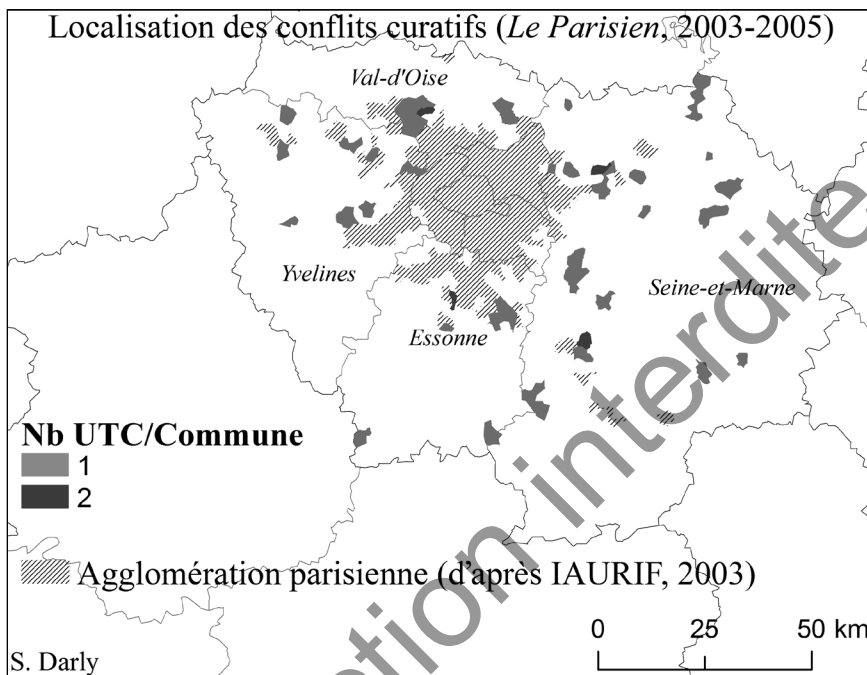 Localisation des conflits curatifs (Le Parisien, 2003-2005)
Val-d'Oise
Yvelines
Seine-et-Marne
Essonne
Nb UTC/Commune
1
2
Agglomération parisienne (d'après IAURIF, 2003)
0 25 50 km
S. Darly
interdite